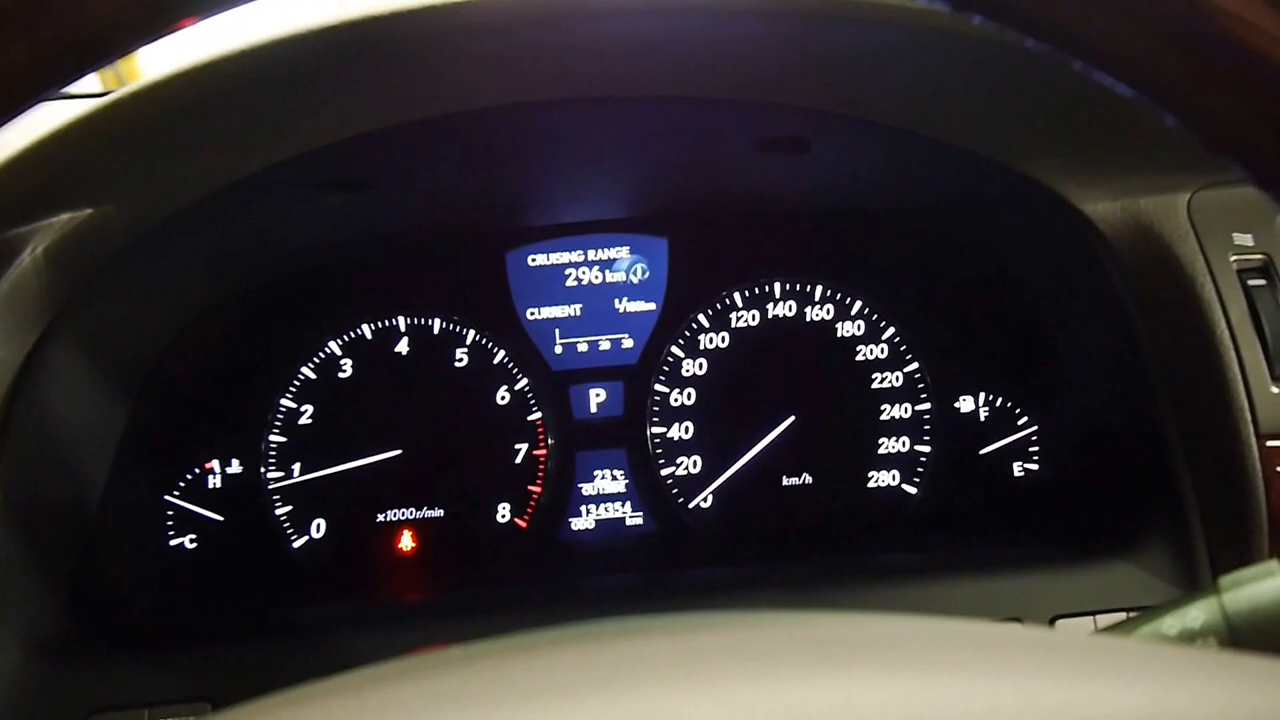 CRUISING RANGE
296 km
CURRENT L/100km
0 10 20 30
P
23℃
OUTSIDE
134354
ODO km
0 1 2 3 4 5 6 7 8
x1000r/min
H
C
0 20 40 60 80 100 120 140 160 180 200 220 240 260 280
km/h
F
E